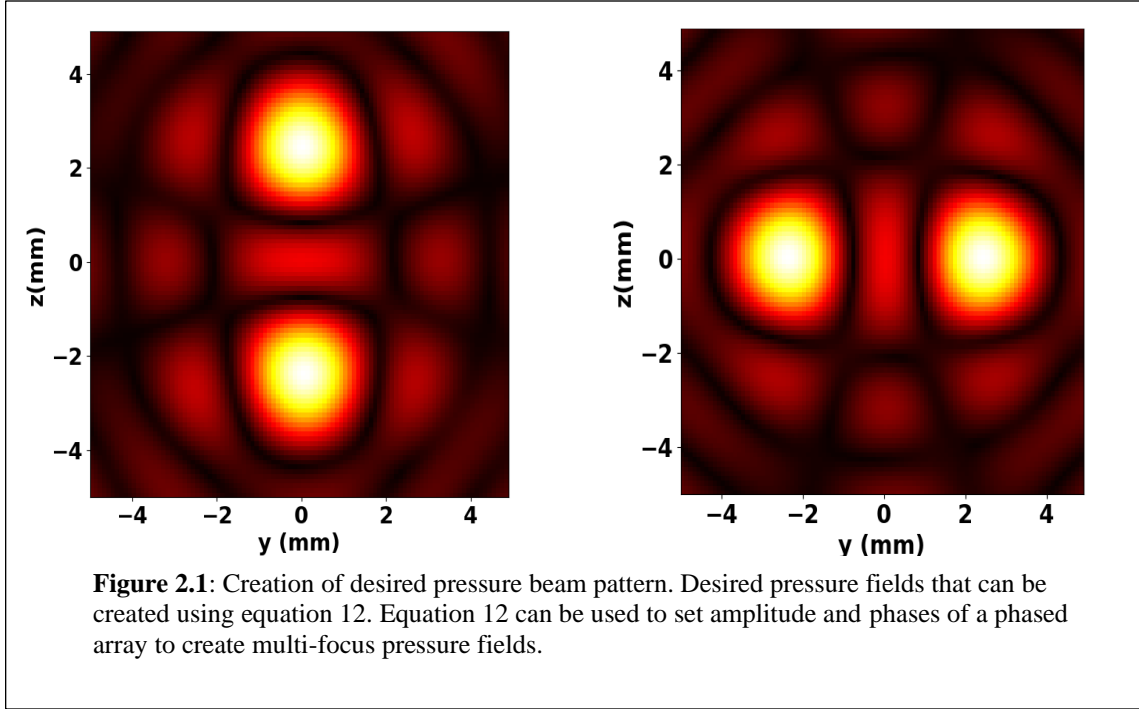 4
2
0
−2
−4
z(mm)
−4 −2 0 2 4
y (mm)
4
2
0
−2
−4
z(mm)
−4 −2 0 2 4
y (mm)
Figure 2.1: Creation of desired pressure beam pattern. Desired pressure fields that can be
created using equation 12. Equation 12 can be used to set amplitude and phases of a phased
array to create multi-focus pressure fields.